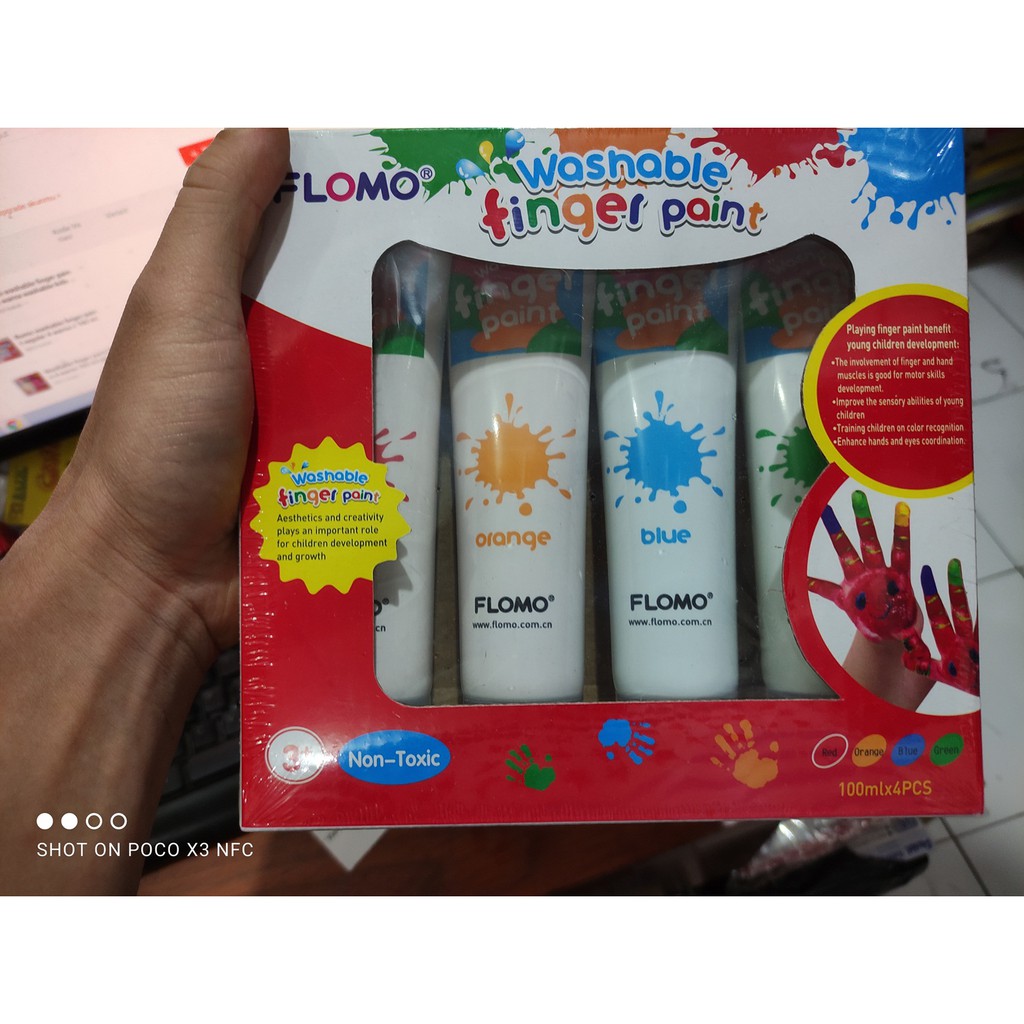 FLOMO®
Washable
finger paint
finger
paint
finger
paint
Playing finger paint benefit
young children development:
•The involvement of finger and hand
muscles is good for motor skills
development.
•Improve the sensory abilities of young
children
•Training children on color recognition
•Enhance hands and eyes coordination.
Washable
finger paint
Aesthetics and creativity
plays an important role
for children development
and growth
orange
FLOMO®
www.flomo.com.cn
blue
FLOMO®
www.flomo.com.cn
3+
Non-Toxic
Red Orange Blue Green
100mlx4PCS
SHOT ON POCO X3 NFC